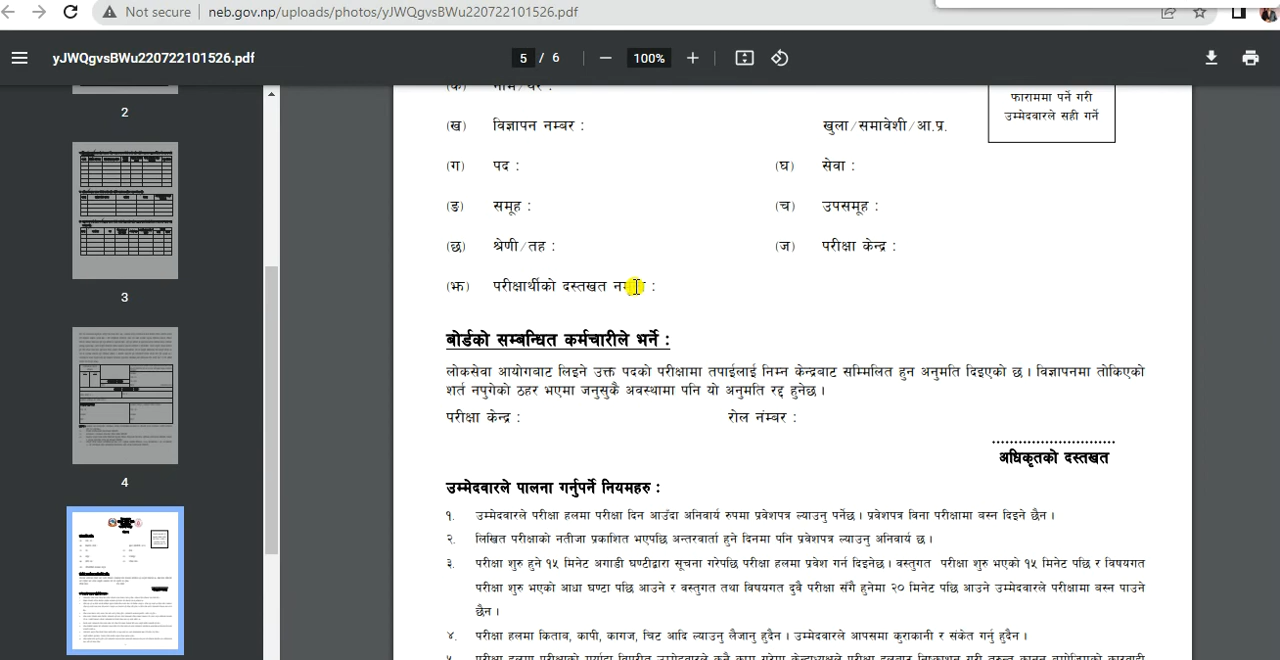 Not secure | neb.gov.np/uploads/photos/yJWQgvsBWu220722101526.pdf
yJWQgvsBWu220722101526.pdf
5 / 6
100%
2
3
4
फाराममा पर्ने गरी
उम्मेदवारले सही गर्ने
(क) नाम/थर :
(ख) विज्ञापन नम्बर : खुला/समावेशी/आ.प्र.
(ग) पद : (घ) सेवा :
(ङ) समूह : (च) उपसमूह :
(छ) श्रेणी/तह : (ज) परीक्षा केन्द्र :
(झ) परीक्षार्थीको दस्तखत :
बोर्डको सम्बन्धित कर्मचारीले भर्ने :
लोकसेवा आयोगबाट लिइने उक्त पदको परीक्षामा तपाईलाई निम्न केन्द्रबाट सम्मिलित हुन अनुमति दिइएको छ । विज्ञापनमा तोकिएको
शर्त नपुगेको ठहर भएमा जुनसुकै अवस्थामा पनि यो अनुमति रद्द हुनेछ ।
परीक्षा केन्द्र : रोल नंम्बर :
अधिकृतको दस्तखत
उम्मेदवारले पालना गर्नुपर्ने नियमहरु :
१. उम्मेदवारले परीक्षा हलमा परीक्षा दिन आउँदा अनिवार्य रुपमा प्रवेशपत्र ल्याउनु पर्नेछ । प्रवेशपत्र विना परीक्षामा बस्न दिइने छैन ।
२. लिखित परीक्षाको नतीजा प्रकाशित भएपछि अन्तरवार्ता हुने दिनमा पनि प्रवेशपत्र ल्याउनु अनिवार्य छ ।
३. परीक्षा शुरु हुनु १५ मिनेट अगाडी घण्टीद्वारा सूचना गरेपछि परीक्षा हलमा प्रवेश गर्न दिइनेछ । वस्तुगत परीक्षा शुरु भएको १५ मिनेट पछि र विषयगत
परीक्षा शुरु भएको आधा घण्टा पछि आउने र वस्तुगत तथा विषयगत दुवै परीक्षा संगै हुनेमा २० मिनेट पछि आउने उम्मेदवारले परीक्षामा बस्न पाउने
छैन ।
४. परीक्षा हलमा किताब, कापी, कागज, चिट आदि ल्याउनु लैजानु हुदैन । उम्मेदवारले आपसमा कुराकानी र संकेत गर्नु हुदैन ।